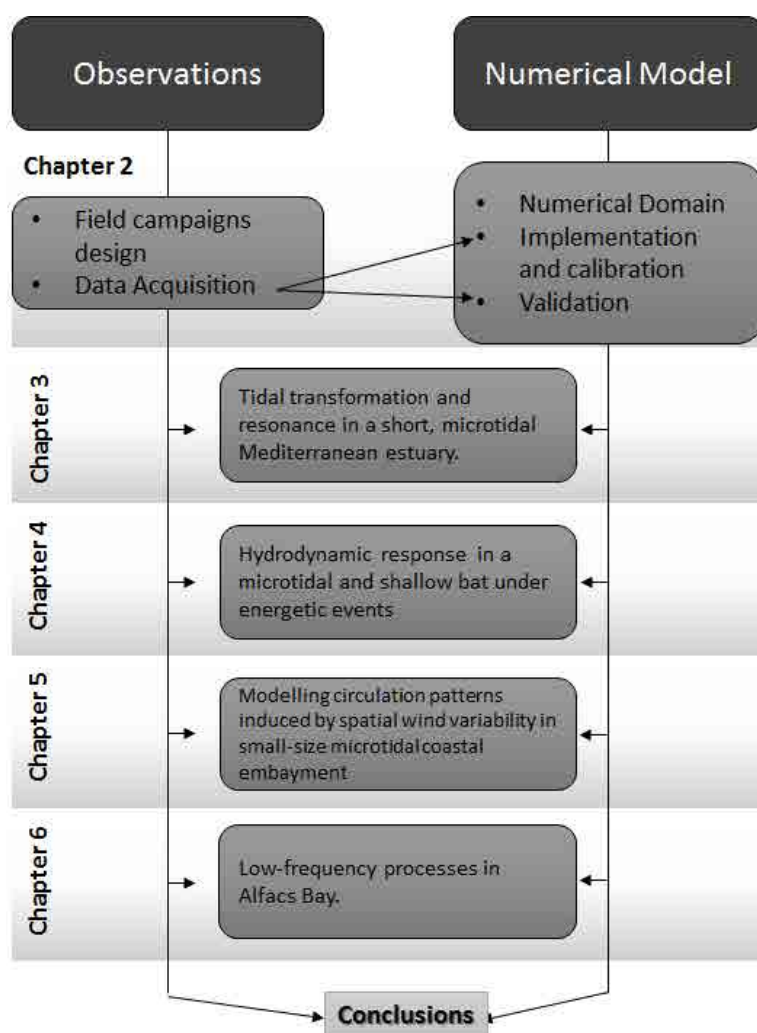 Observations
Numerical Model
Chapter 2
• Field campaigns
design
• Data Acquisition
• Numerical Domain
• Implementation
and calibration
• Validation
Chapter 3
Tidal transformation and
resonance in a short, microtidal
Mediterranean estuary.
Chapter 4
Hydrodynamic response in a
microtidal and shallow bat under
energetic events
Chapter 5
Modelling circulation patterns
induced by spatial wind variability in
small-size microtidal coastal
embayment
Chapter 6
Low-frequency processes in
Alfacs Bay.
Conclusions